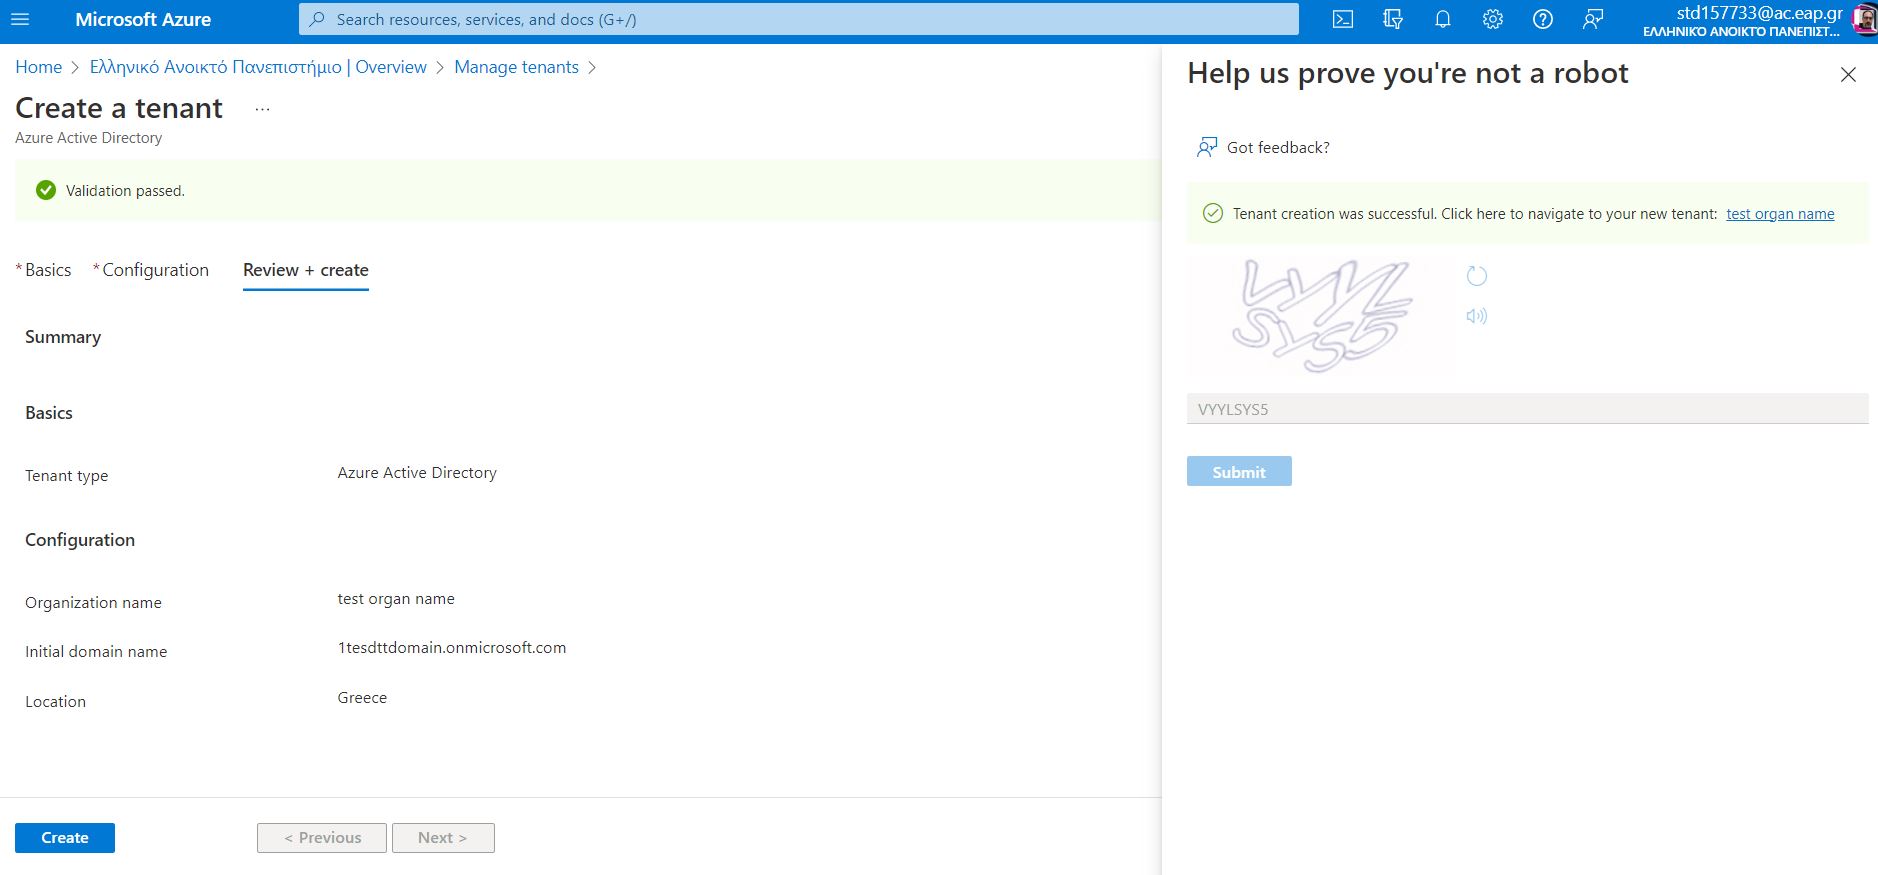 Microsoft Azure
Search resources, services, and docs (G+/)
std157733@ac.eap.gr
ΕΛΛΗΝΙΚΌ ΑΝΟΙΚΤΌ ΠΑΝΕΠΙΣΤ...
Home > Ελληνικό Ανοικτό Πανεπιστήμιο | Overview > Manage tenants >
Create a tenant ...
Azure Active Directory
Validation passed.
* Basics * Configuration Review + create
Summary
Basics
Tenant type Azure Active Directory
Configuration
Organization name test organ name
Initial domain name 1tesdttdomain.onmicrosoft.com
Location Greece
Create < Previous Next >
Help us prove you're not a robot
Got feedback?
Tenant creation was successful. Click here to navigate to your new tenant: test organ name
VYYL
SYS5
VYYLSYS5
Submit